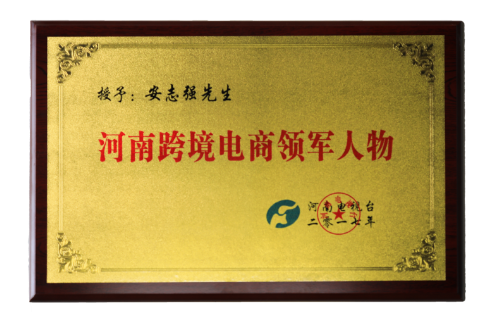 授予：安志强先生
河南跨境电商领军人物
河南电视台
二零一七年